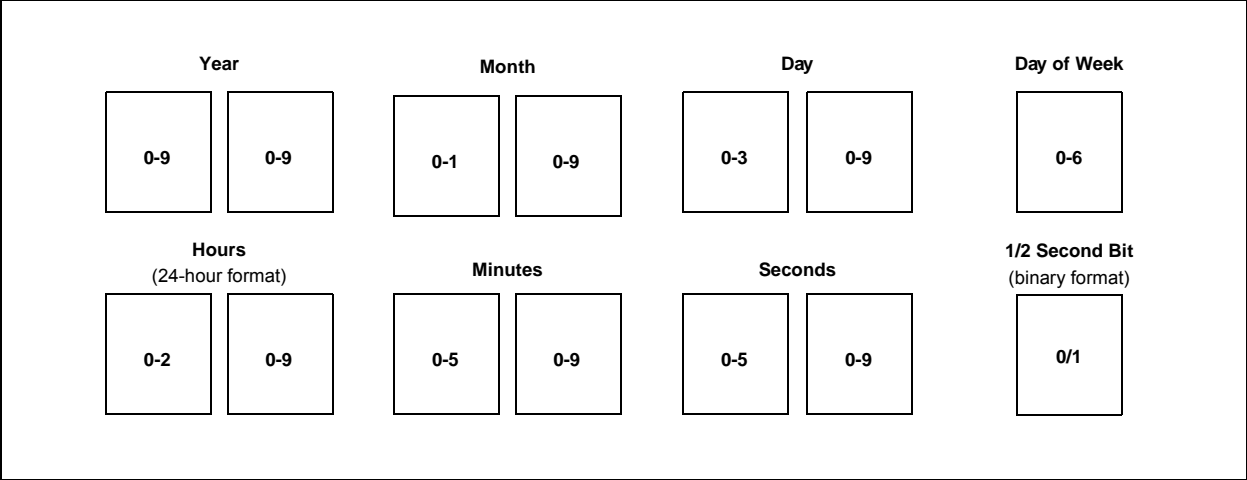 Year
Month
Day
Day of Week
0-9
0-9
0-1
0-9
0-3
0-9
0-6
Hours
(24-hour format)
Minutes
Seconds
1/2 Second Bit
(binary format)
0-2
0-9
0-5
0-9
0-5
0-9
0/1